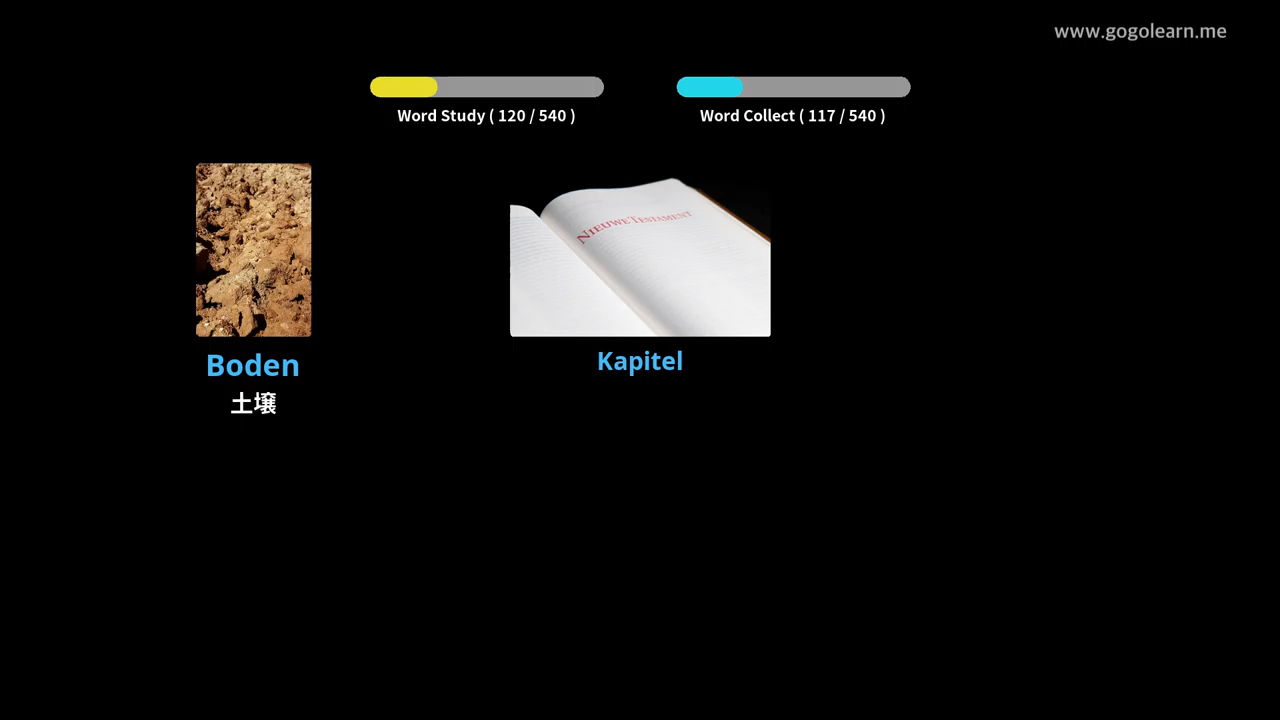 www.gogolearn.me
Word Study ( 120 / 540 )
Word Collect ( 117 / 540 )
NIEUWE TESTAMENT
Boden
土壌
Kapitel